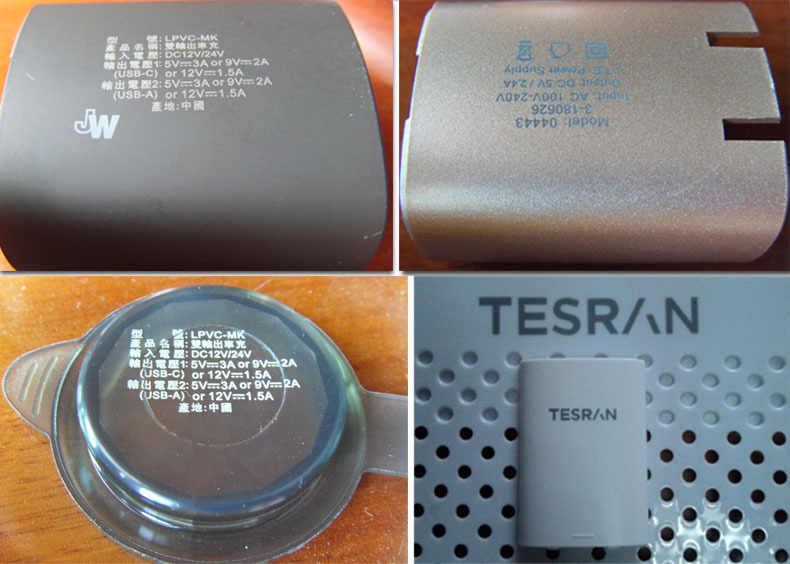 型 號: LPVC-MK
產品名稱: 雙輸出車充
輸入電壓: DC12V/24V
輸出電壓1: 5V⎓3A or 9V⎓2A
(USB-C) or 12V⎓1.5A
輸出電壓2: 5V⎓3A or 9V⎓2A
(USB-A) or 12V⎓1.5A
產地: 中國
JW
Model: 04443
3-180626
Input: AC 100V-240V
Output: DC 5V / 2.4A
I.T.E. Power Supply
型 號: LPVC-MK
產品名稱: 雙輸出車充
輸入電壓: DC12V/24V
輸出電壓1: 5V⎓3A or 9V⎓2A
(USB-C) or 12V⎓1.5A
輸出電壓2: 5V⎓3A or 9V⎓2A
(USB-A) or 12V⎓1.5A
產地: 中國
TESRAN
TESRAN